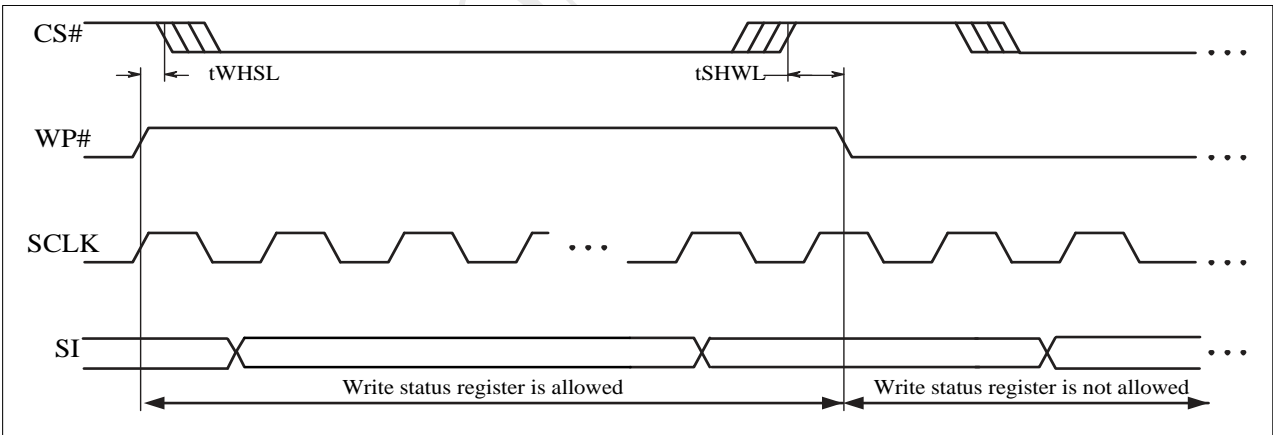 CS#
tWHSL
tSHWL
WP#
SCLK
SI
Write status register is allowed
Write status register is not allowed